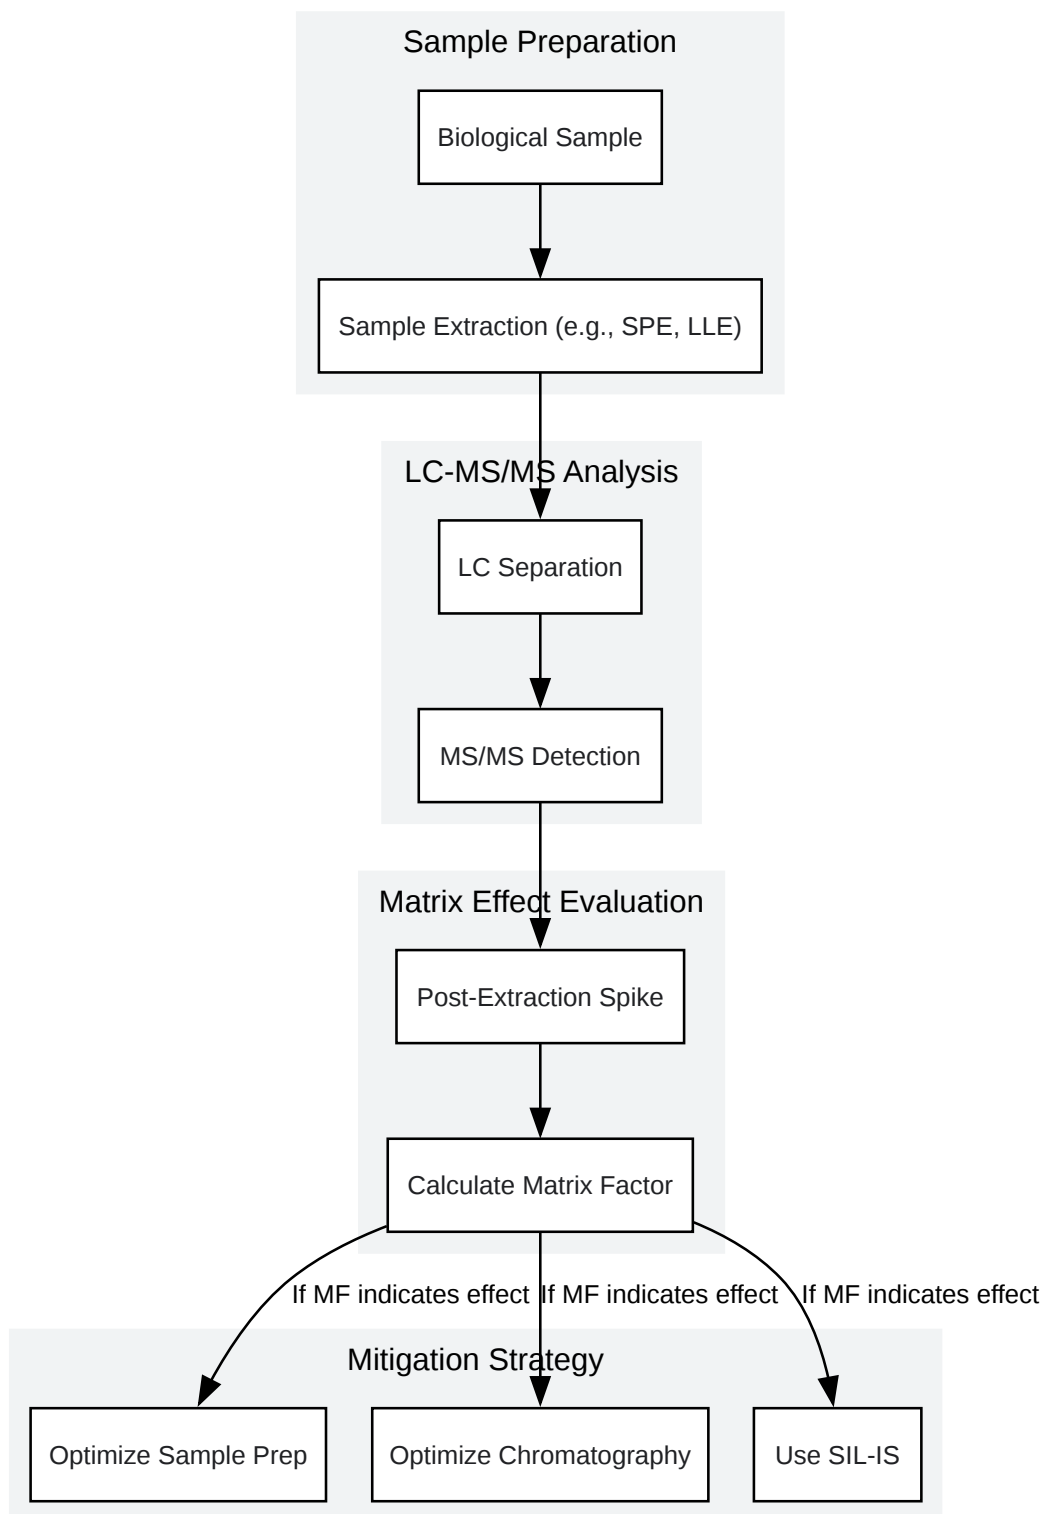 Sample Preparation
Biological Sample
Sample Extraction (e.g., SPE, LLE)
LC-MS/MS Analysis
LC Separation
MS/MS Detection
Matrix Effect Evaluation
Post-Extraction Spike
Calculate Matrix Factor
If MF indicates effect
If MF indicates effect
If MF indicates effect
Mitigation Strategy
Optimize Sample Prep
Optimize Chromatography
Use SIL-IS